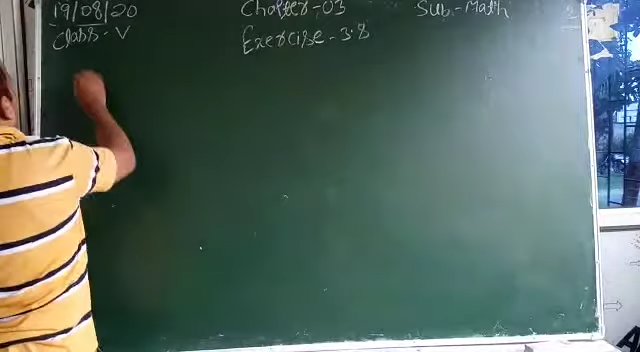 19/08/20 Chapter-03 Sub.-Math
Class-V Exercise-3.8